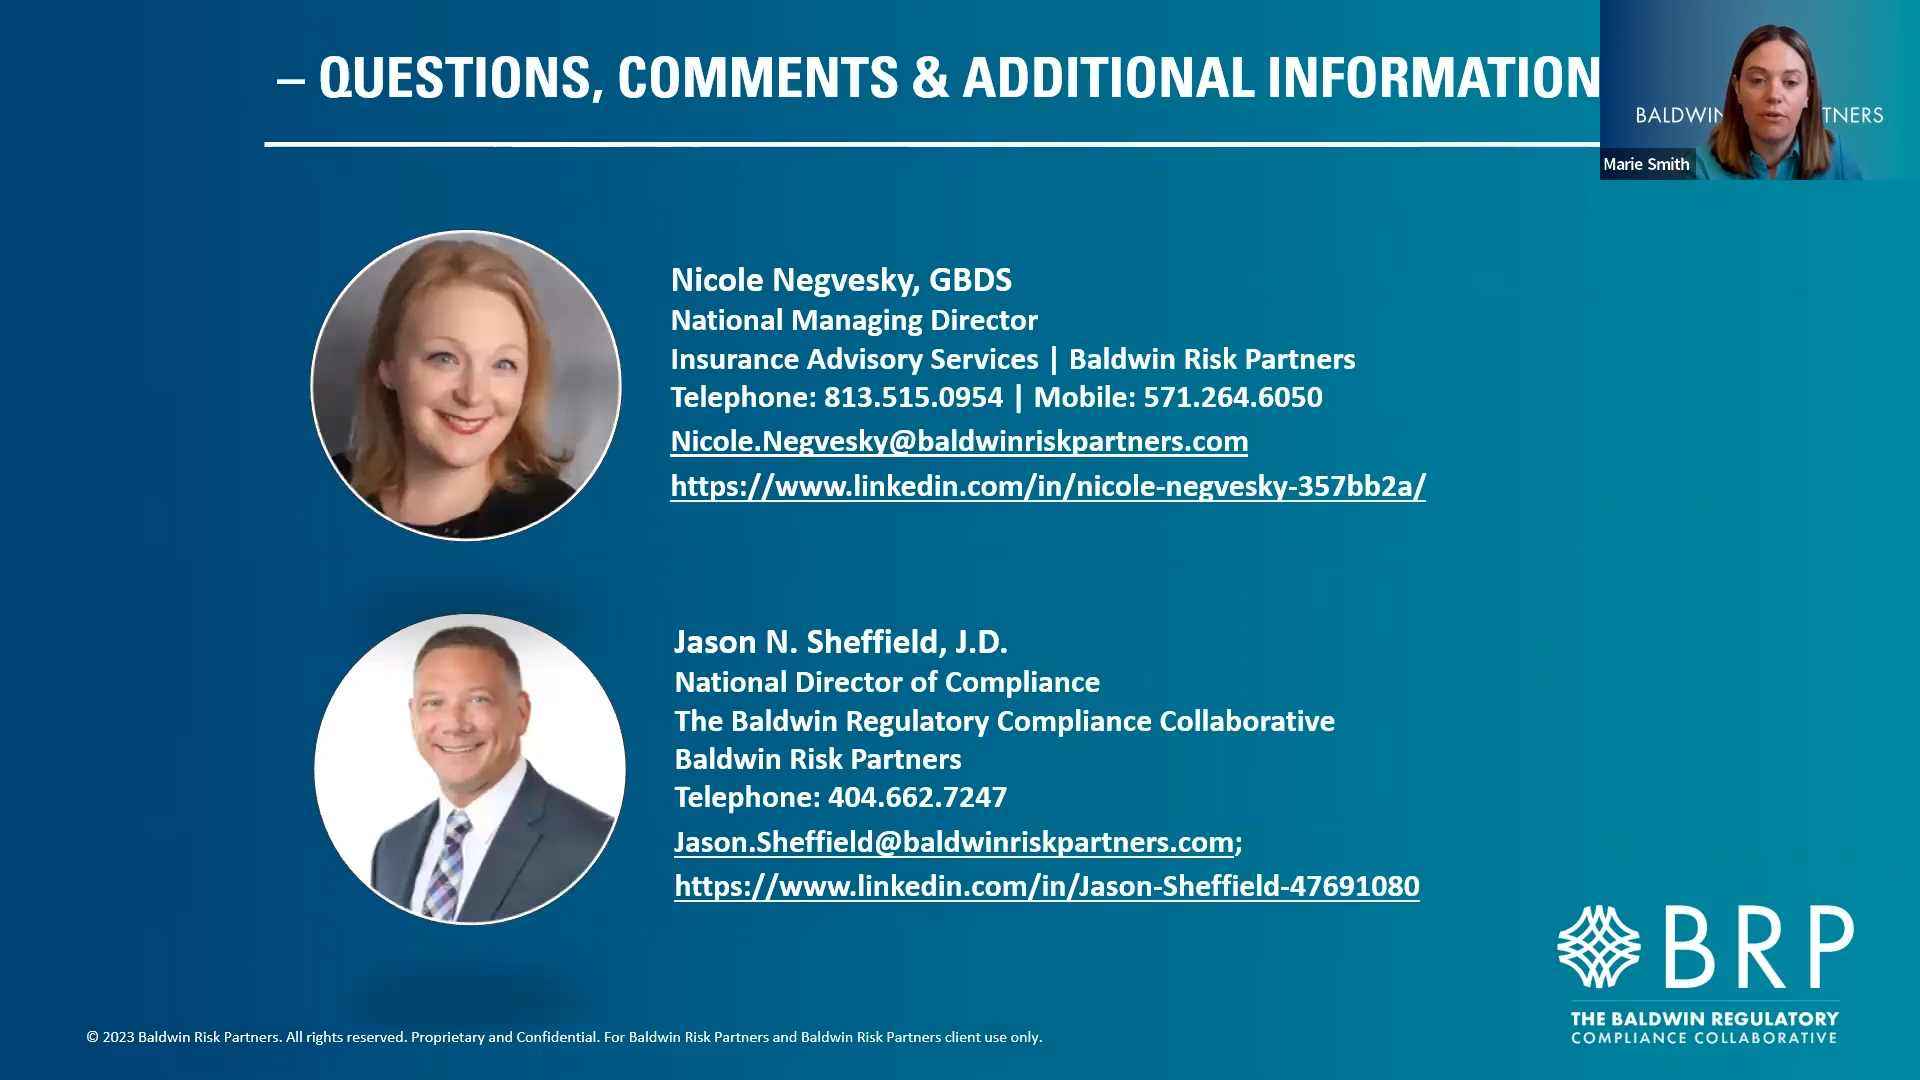 – QUESTIONS, COMMENTS & ADDITIONAL INFORMATION
BALDWIN TNERS
Marie Smith
Nicole Negvesky, GBDS
National Managing Director
Insurance Advisory Services | Baldwin Risk Partners
Telephone: 813.515.0954 | Mobile: 571.264.6050
Nicole.Negvesky@baldwinriskpartners.com
https://www.linkedin.com/in/nicole-negvesky-357bb2a/
Jason N. Sheffield, J.D.
National Director of Compliance
The Baldwin Regulatory Compliance Collaborative
Baldwin Risk Partners
Telephone: 404.662.7247
Jason.Sheffield@baldwinriskpartners.com;
https://www.linkedin.com/in/Jason-Sheffield-47691080
BRP
THE BALDWIN REGULATORY
COMPLIANCE COLLABORATIVE
© 2023 Baldwin Risk Partners. All rights reserved. Proprietary and Confidential. For Baldwin Risk Partners and Baldwin Risk Partners client use only.